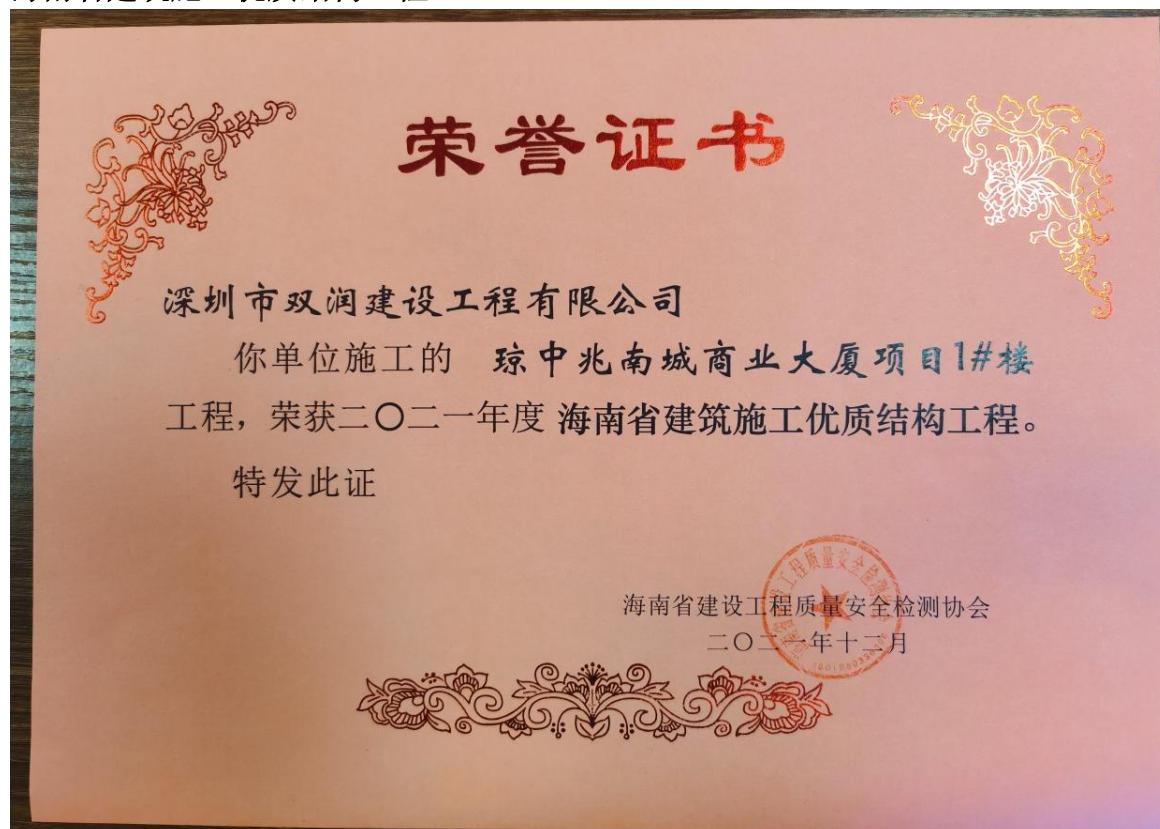 荣誉证书
深圳市双润建设工程有限公司
你单位施工的 琼中兆南城商业大厦项目1#楼
工程，荣获二〇二一年度 海南省建筑施工优质结构工程。
特发此证
海南省建设工程质量安全检测协会
二〇二一年十二月